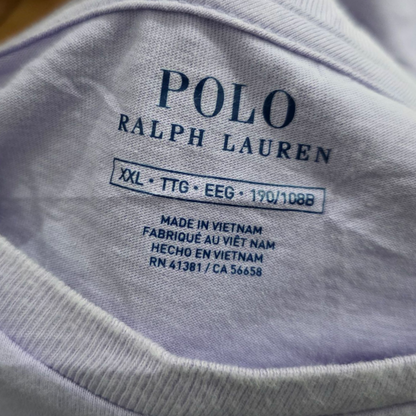 POLO
RALPH LAUREN
XXL • TTG • EEG • 190/108B
MADE IN VIETNAM
FABRIQUÉ AU VIÊT NAM
HECHO EN VIETNAM
RN 41381 / CA 56658